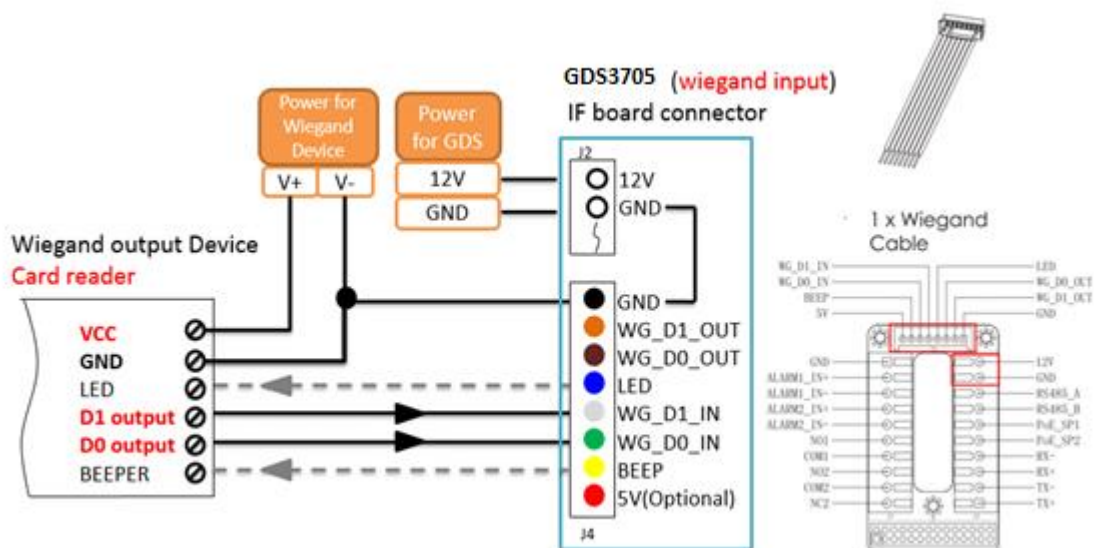 GDS3705 (wiegand input)
IF board connector
Power for
Wiegand
Device
V+ V-
Power
for GDS
12V
GND
J2
12V
GND
Wiegand output Device
Card reader
VCC
GND
LED
D1 output
D0 output
BEEPER
GND
WG_D1_OUT
WG_D0_OUT
LED
WG_D1_IN
WG_D0_IN
BEEP
5V(Optional)
J4
1 x Wiegand
Cable
WG_D1_IN
WG_D0_IN
BEEP
5V
LED
WG_D0_OUT
WG_D1_OUT
GND
GND
ALARM1_IN+
ALARM1_IN-
ALARM2_IN+
ALARM2_IN-
NO1
COM1
NO2
COM2
NC2
12V
GND
RS485_A
RS485_B
PoE_SP1
PoE_SP2
RX-
RX+
TX-
TX+